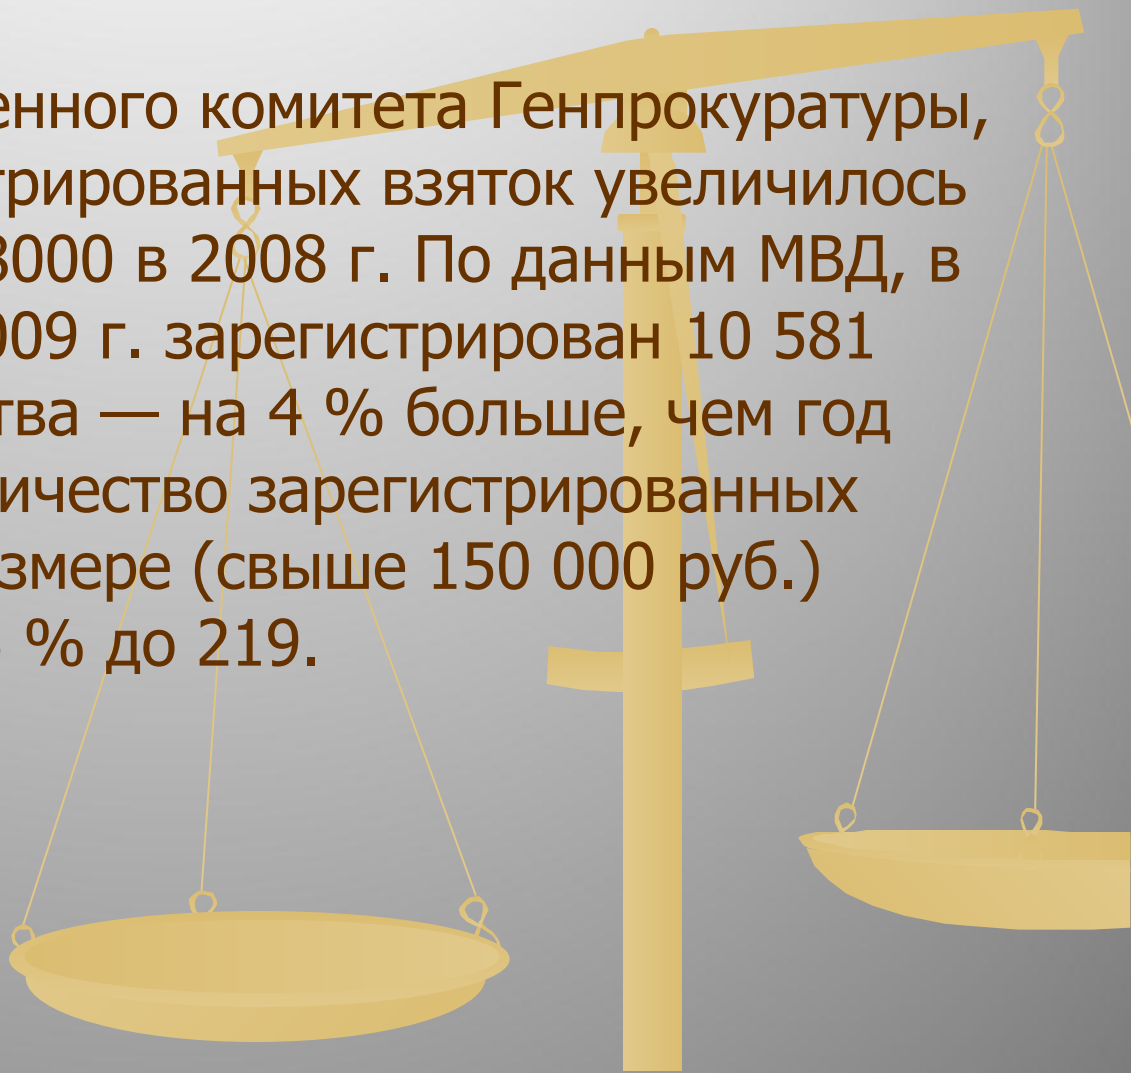 енного комитета Генпрокуратуры,
трированных взяток увеличилось
8000 в 2008 г. По данным МВД, в
009 г. зарегистрирован 10 581
тва — на 4 % больше, чем год
ичество зарегистрированных
змере (свыше 150 000 руб.)
% до 219.